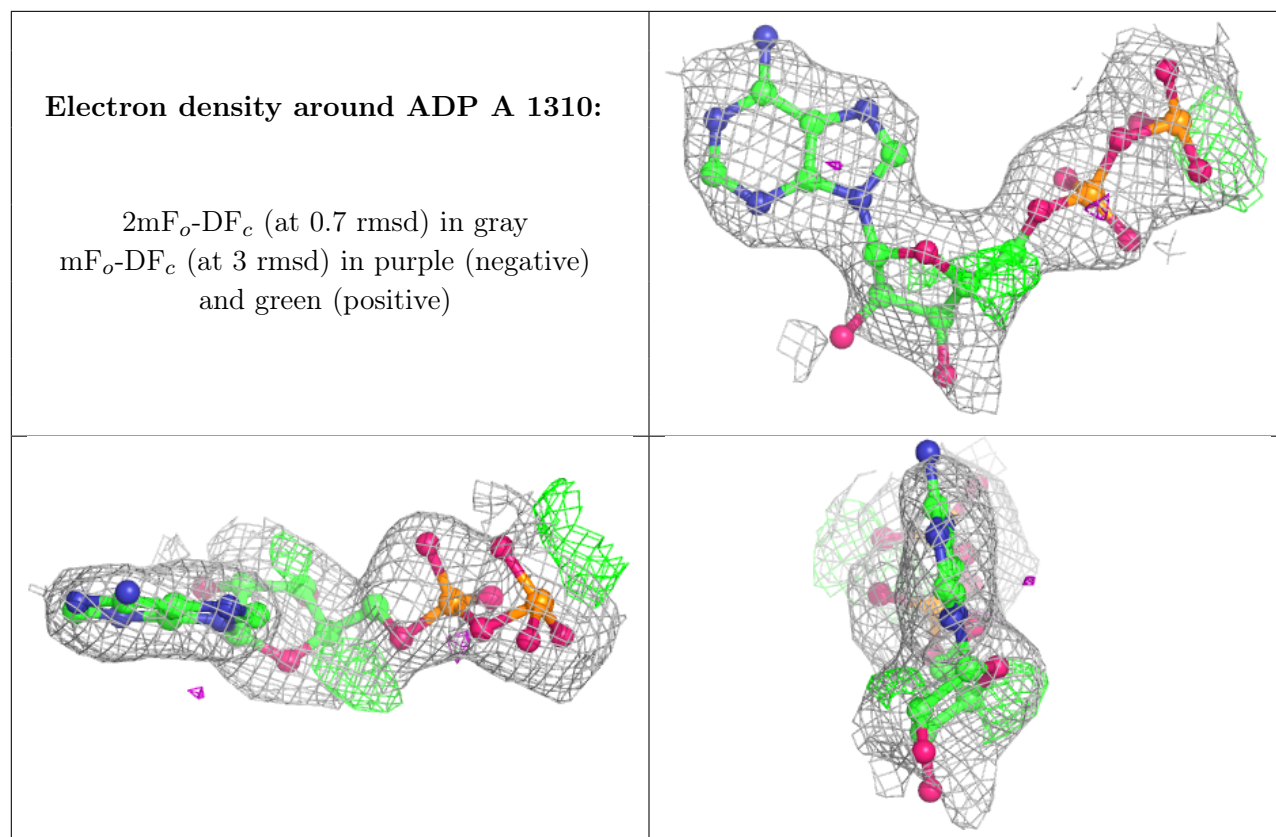 Electron density around ADP A 1310:
2mFo-DFc (at 0.7 rmsd) in gray
mFo-DFc (at 3 rmsd) in purple (negative)
and green (positive)